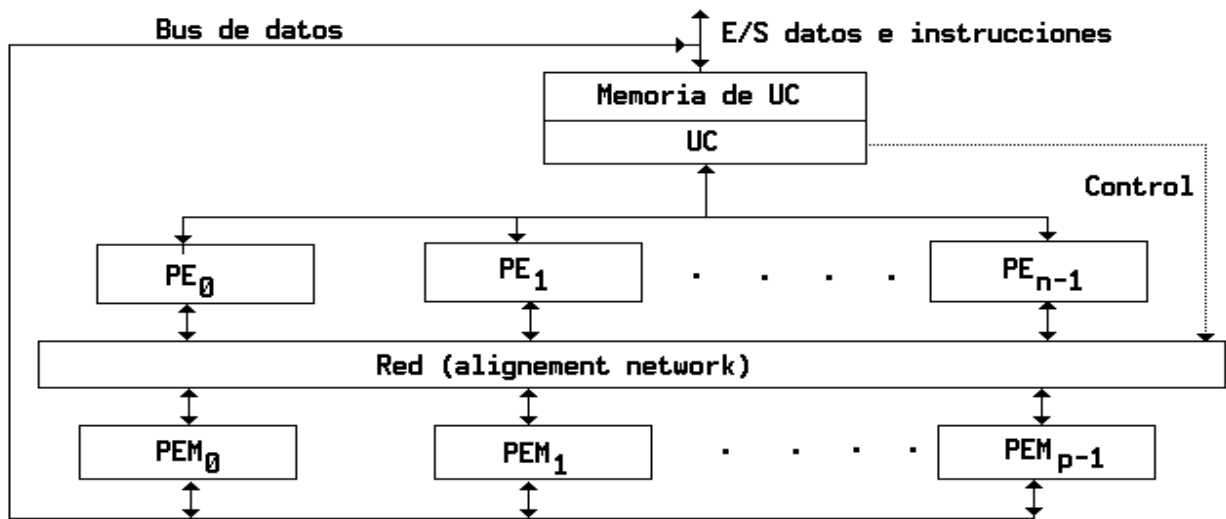 Bus de datos
E/S datos e instrucciones
Memoria de UC
UC
Control
PE0
PE1
. . . .
PEn-1
Red (alignement network)
PEM0
PEM1
. . . .
PEMp-1